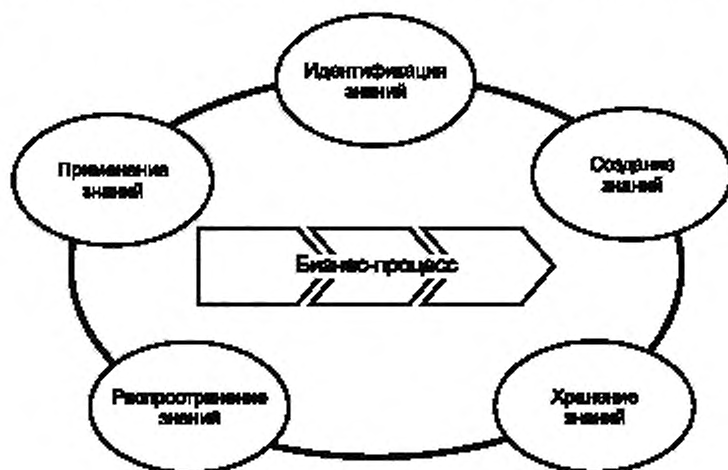 Идентификация
знаний
Применение
знаний
Создание
знаний
Бизнес-процесс
Распространение
знаний
Хранение
знаний